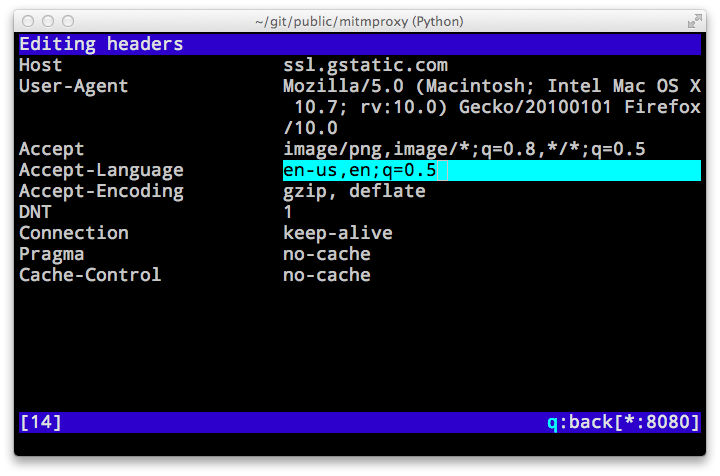 ~/git/public/mitmproxy (Python)
Editing headers
Host ssl.gstatic.com
User-Agent Mozilla/5.0 (Macintosh; Intel Mac OS X
10.7; rv:10.0) Gecko/20100101 Firefox
/10.0
Accept image/png,image/*;q=0.8,*/*;q=0.5
Accept-Language en-us,en;q=0.5
Accept-Encoding gzip, deflate
DNT 1
Connection keep-alive
Pragma no-cache
Cache-Control no-cache
[14] q:back[*:8080]